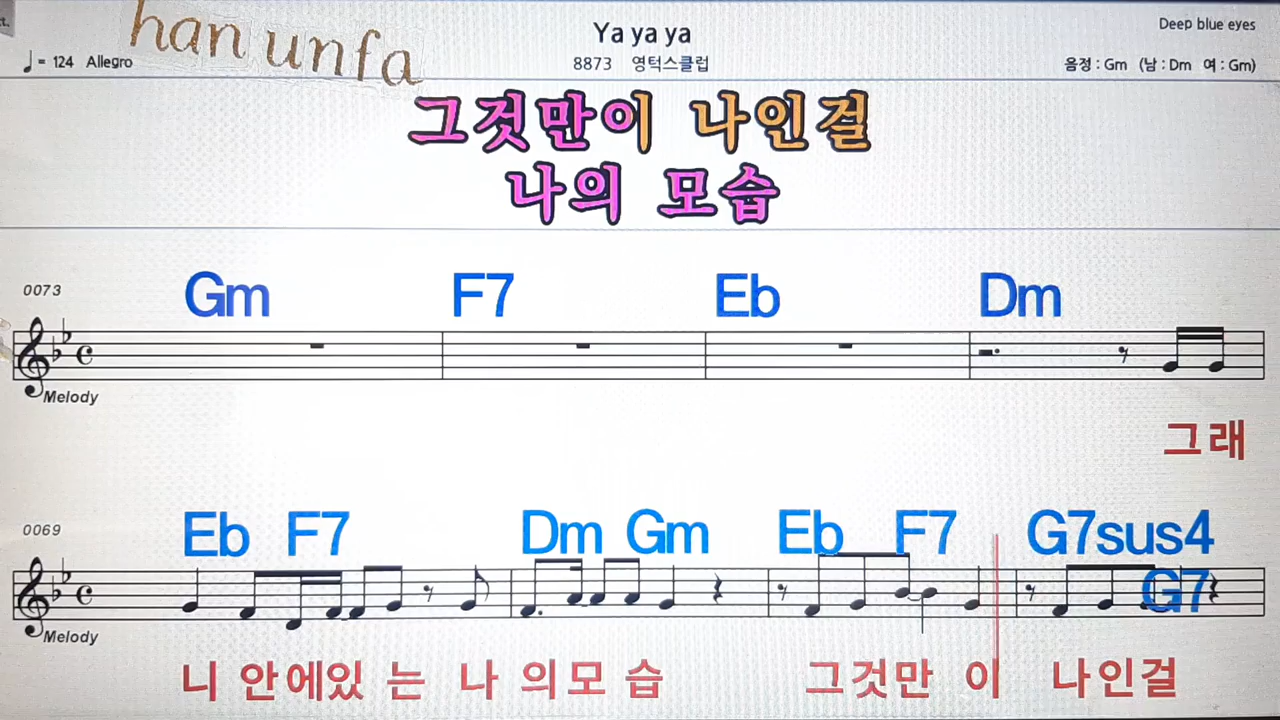 ct.
han unfa
Ya ya ya
Deep blue eyes
♩ = 124 Allegro
8873 영턱스클럽
음정 : Gm (남 : Dm 여 : Gm)
그것만이 나인걸
나의 모습
0073
Gm F7 Eb Dm
Melody
그래
0069
Eb F7 Dm Gm Eb F7 G7sus4
G7
Melody
니 안에있 는 나 의모 습 그것만 이 나인걸